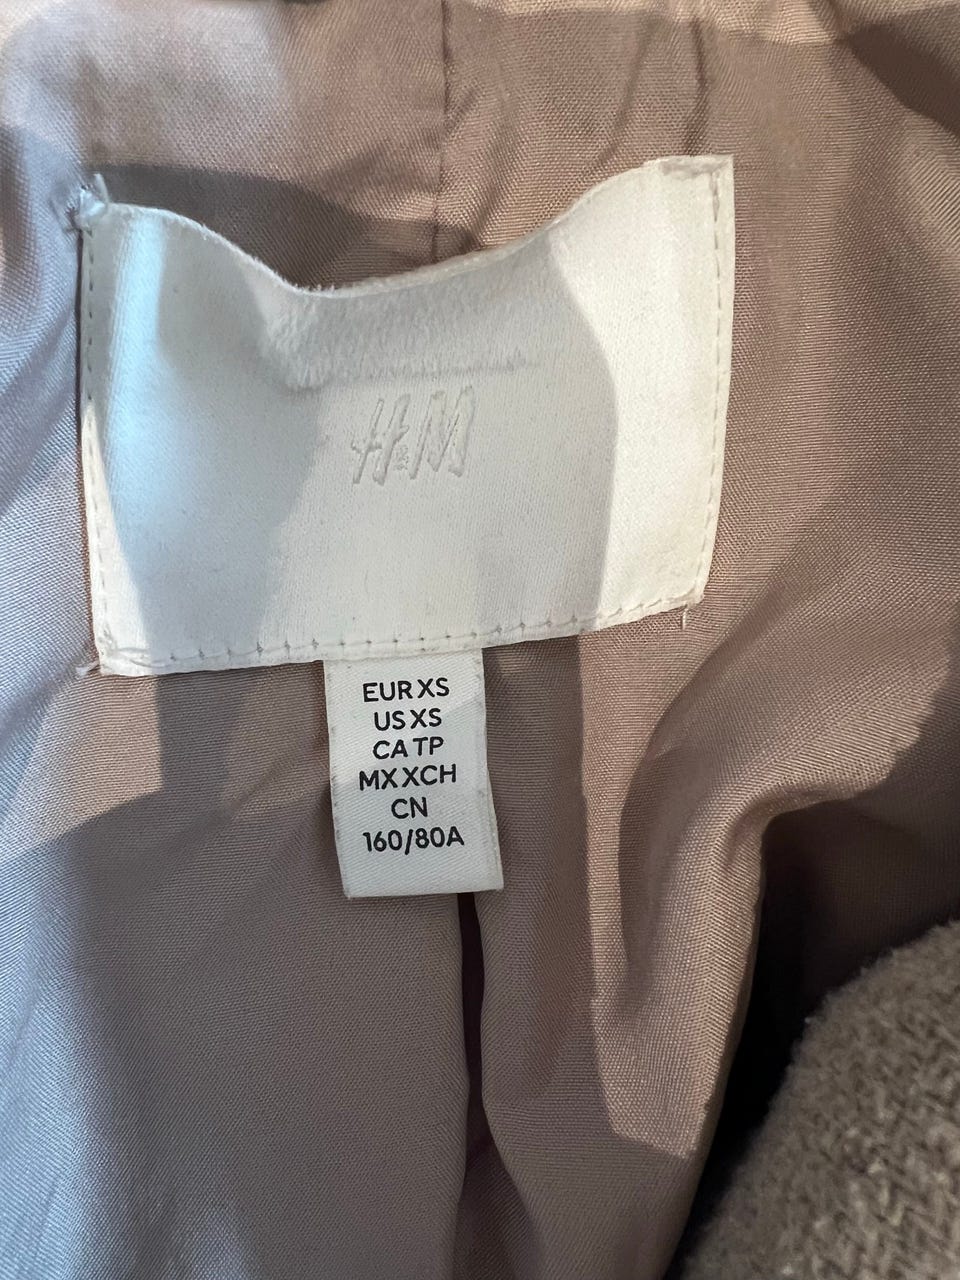 H&M
EUR XS
US XS
CA TP
MX XCH
CN
160/80A